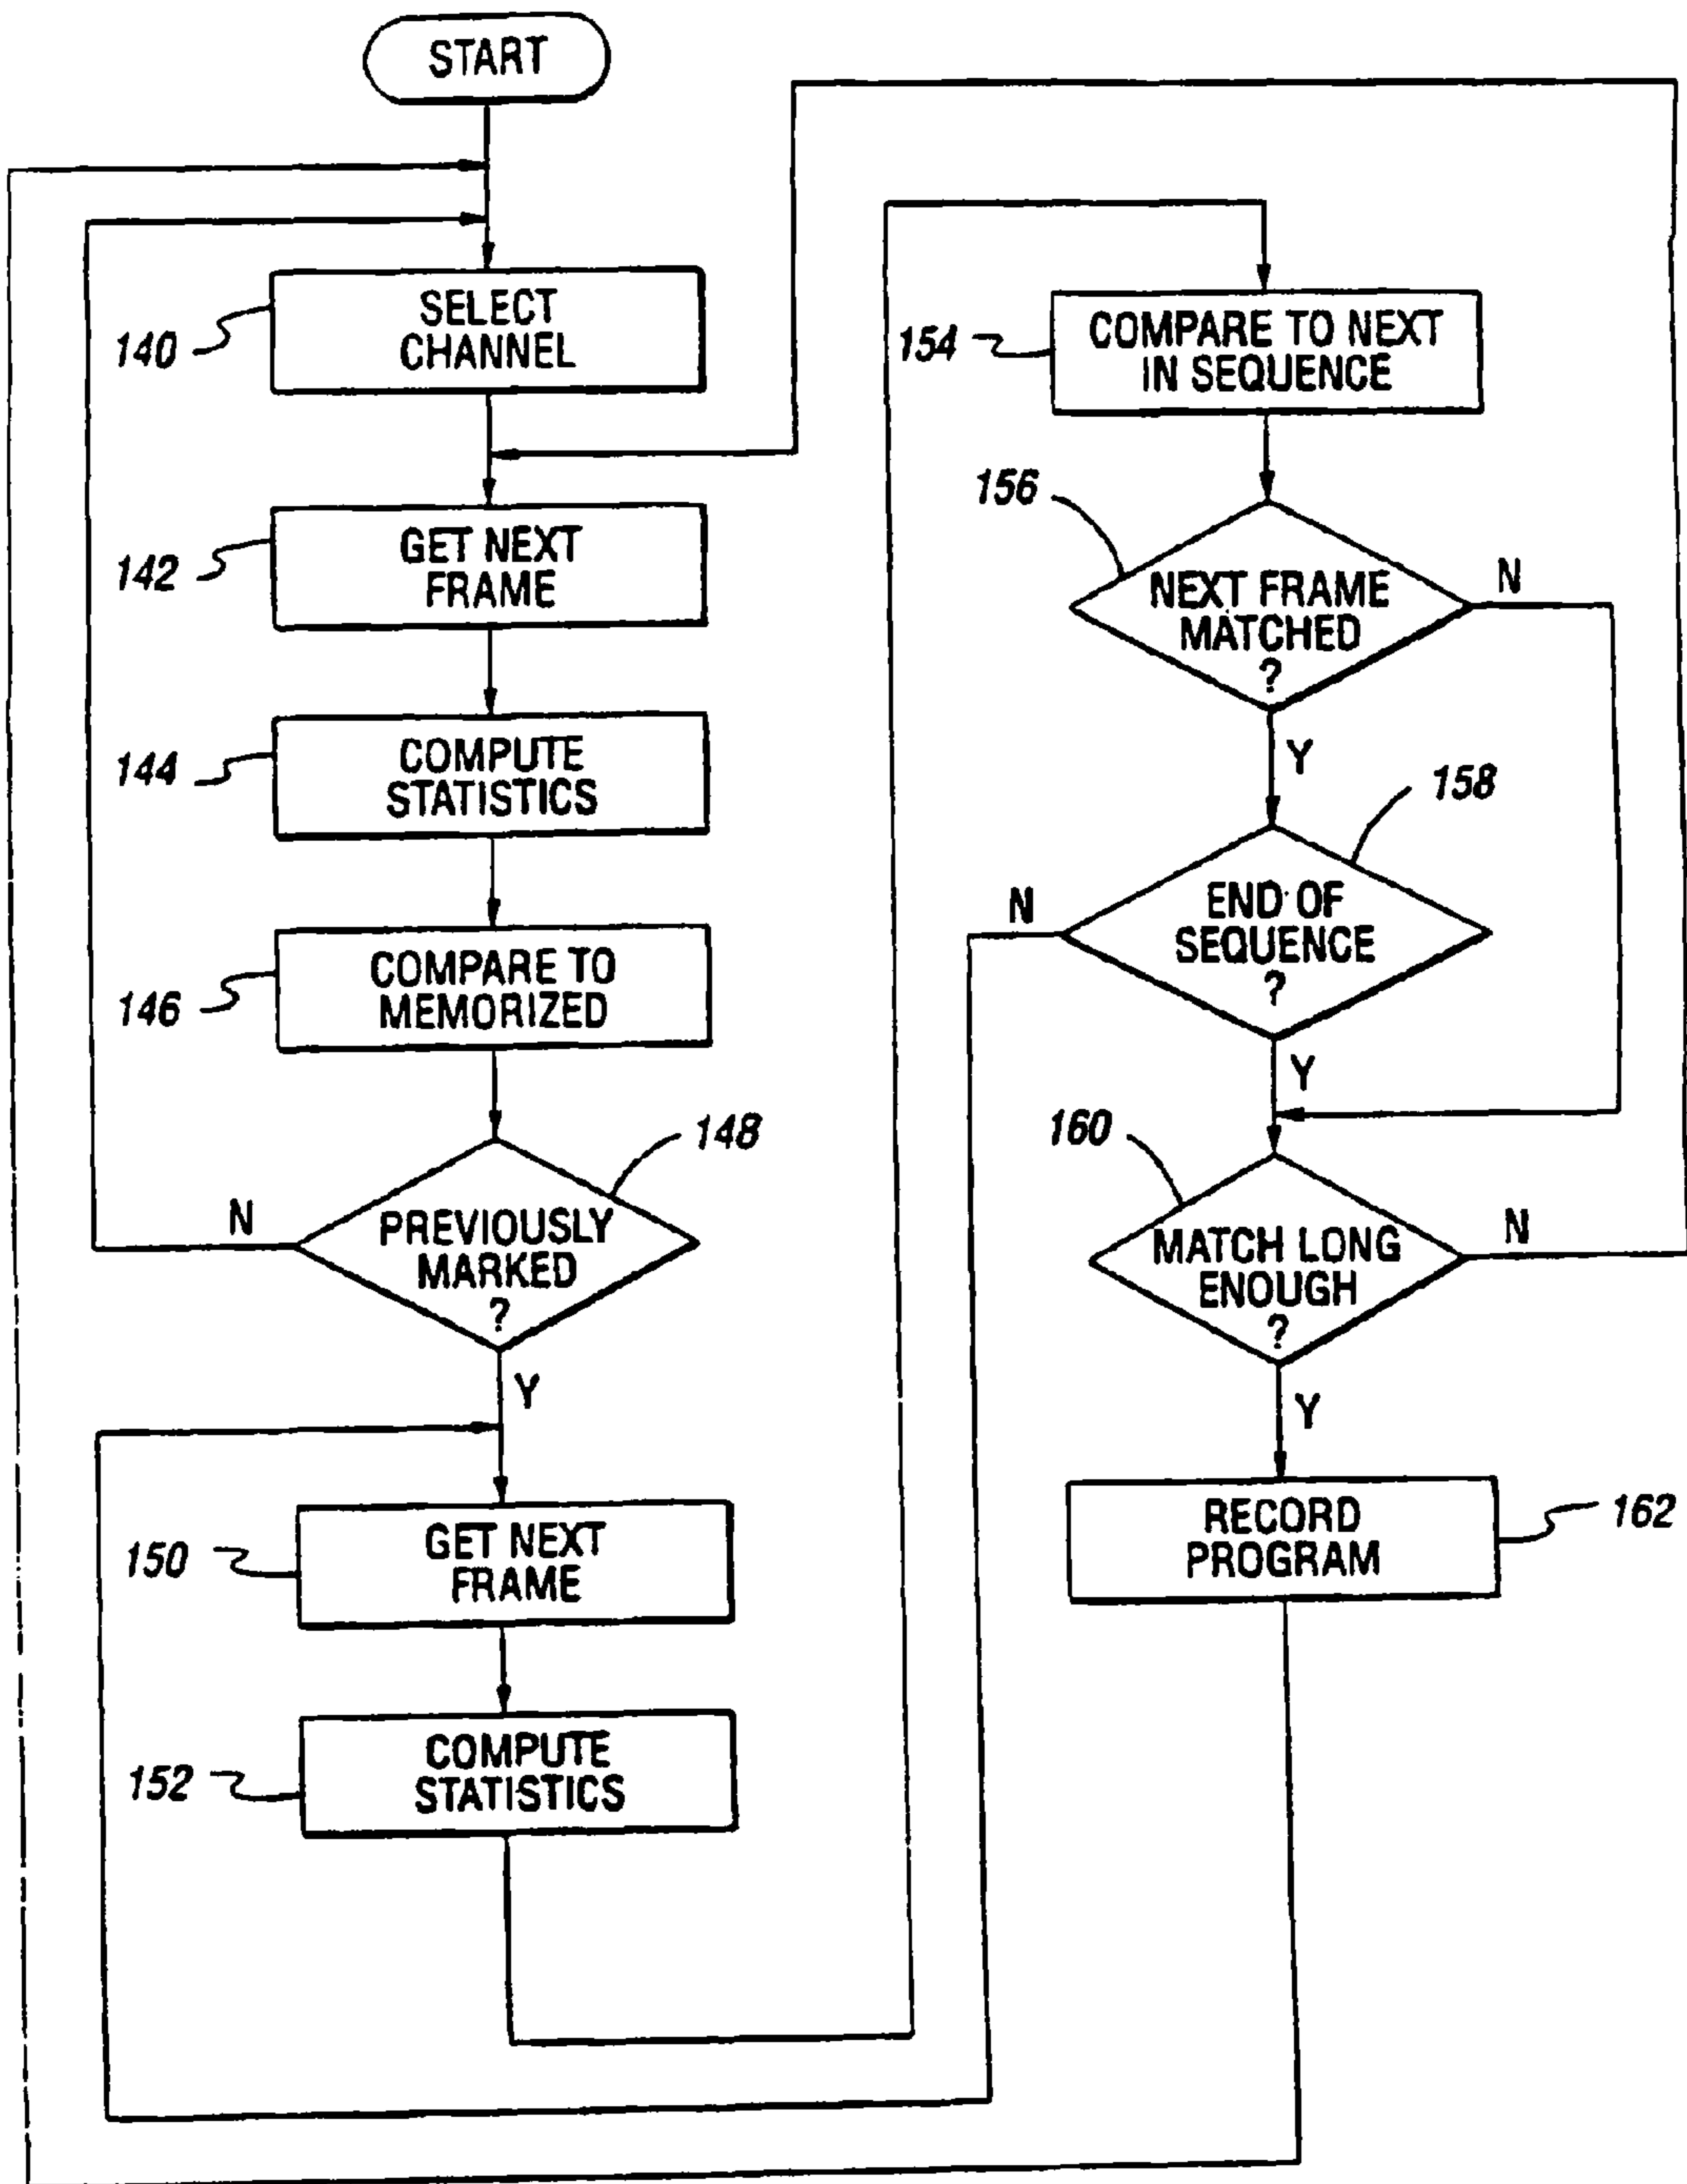 START
SELECT
CHANNEL
140
GET NEXT
FRAME
142
COMPUTE
STATISTICS
144
COMPARE TO
MEMORIZED
146
148
PREVIOUSLY
MARKED
?
N
Y
GET NEXT
FRAME
150
COMPUTE
STATISTICS
152
154
COMPARE TO NEXT
IN SEQUENCE
156
NEXT FRAME
MATCHED
?
N
Y
158
END OF
SEQUENCE
?
N
Y
160
MATCH LONG
ENOUGH
?
N
Y
RECORD
PROGRAM
162